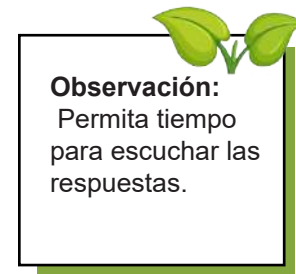 Observación:
Permita tiempo
para escuchar las
respuestas.